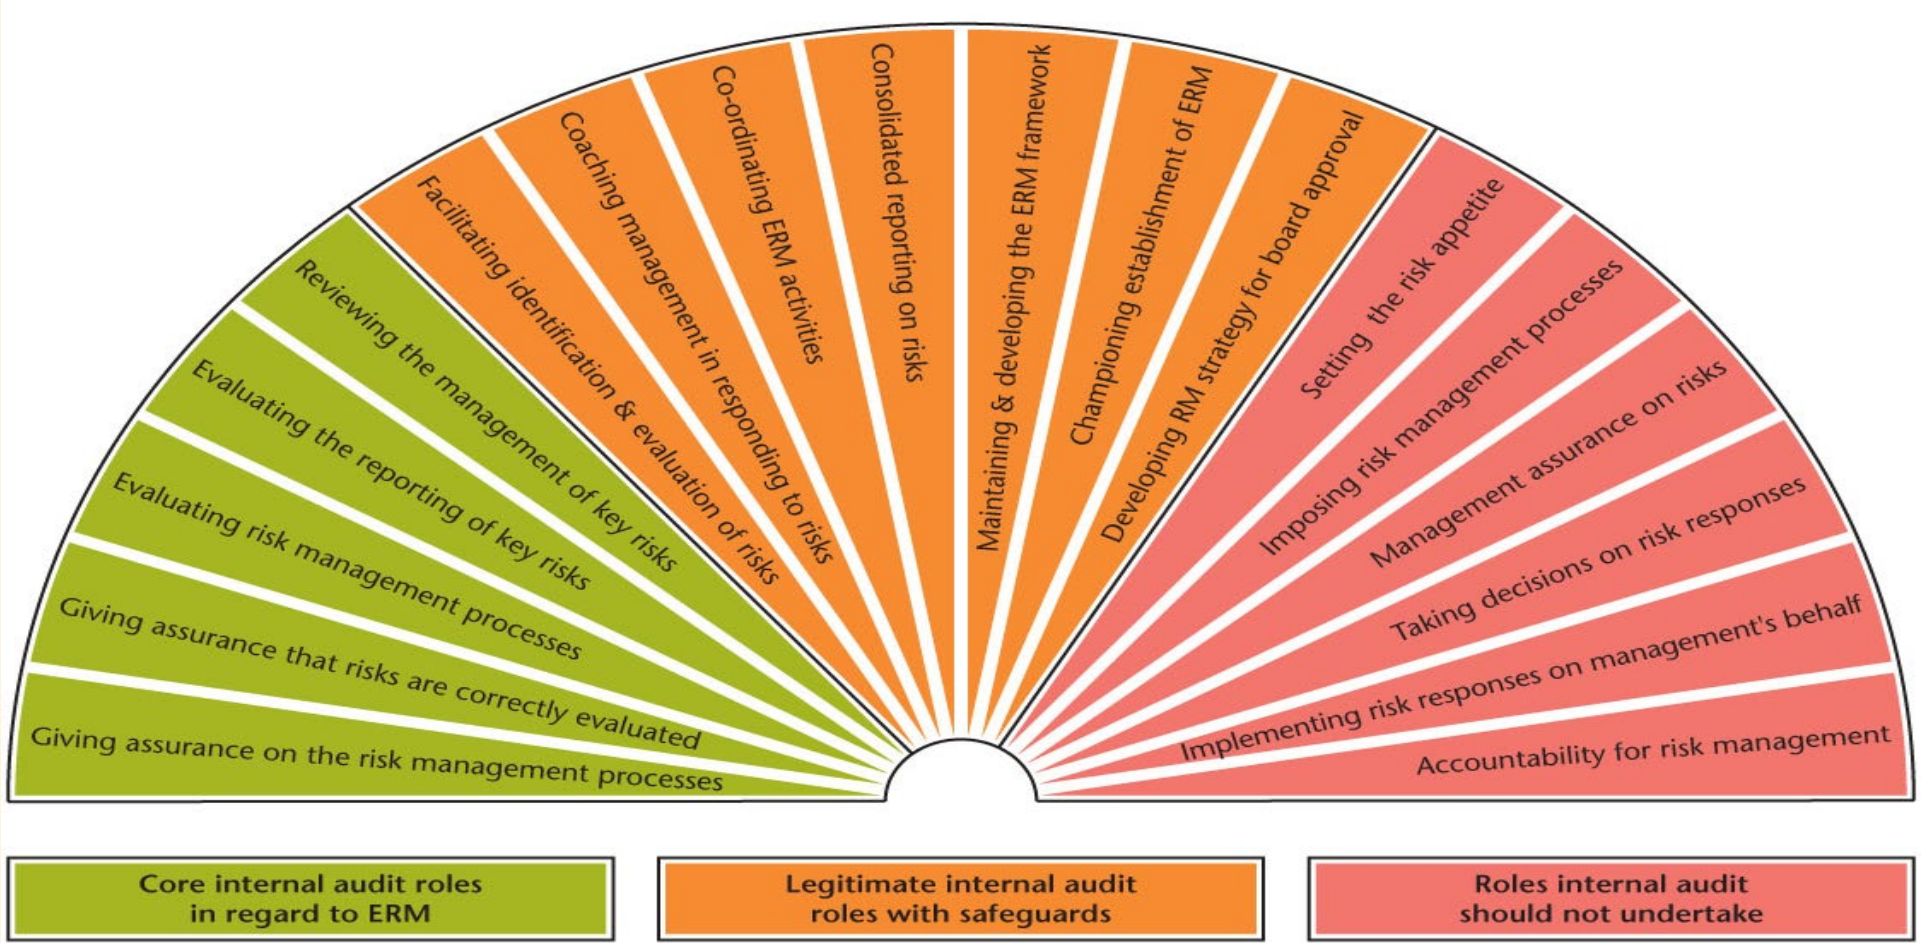 Giving assurance on the risk management processes
Giving assurance that risks are correctly evaluated
Evaluating risk management processes
Evaluating the reporting of key risks
Reviewing the management of key risks
Facilitating identification & evaluation of risks
Coaching management in responding to risks
Co-ordinating ERM activities
Consolidated reporting on risks
Maintaining & developing the ERM framework
Championing establishment of ERM
Developing RM strategy for board approval
Setting the risk appetite
Imposing risk management processes
Management assurance on risks
Taking decisions on risk responses
Implementing risk responses on management's behalf
Accountability for risk management
Core internal audit roles
in regard to ERM
Legitimate internal audit
roles with safeguards
Roles internal audit
should not undertake